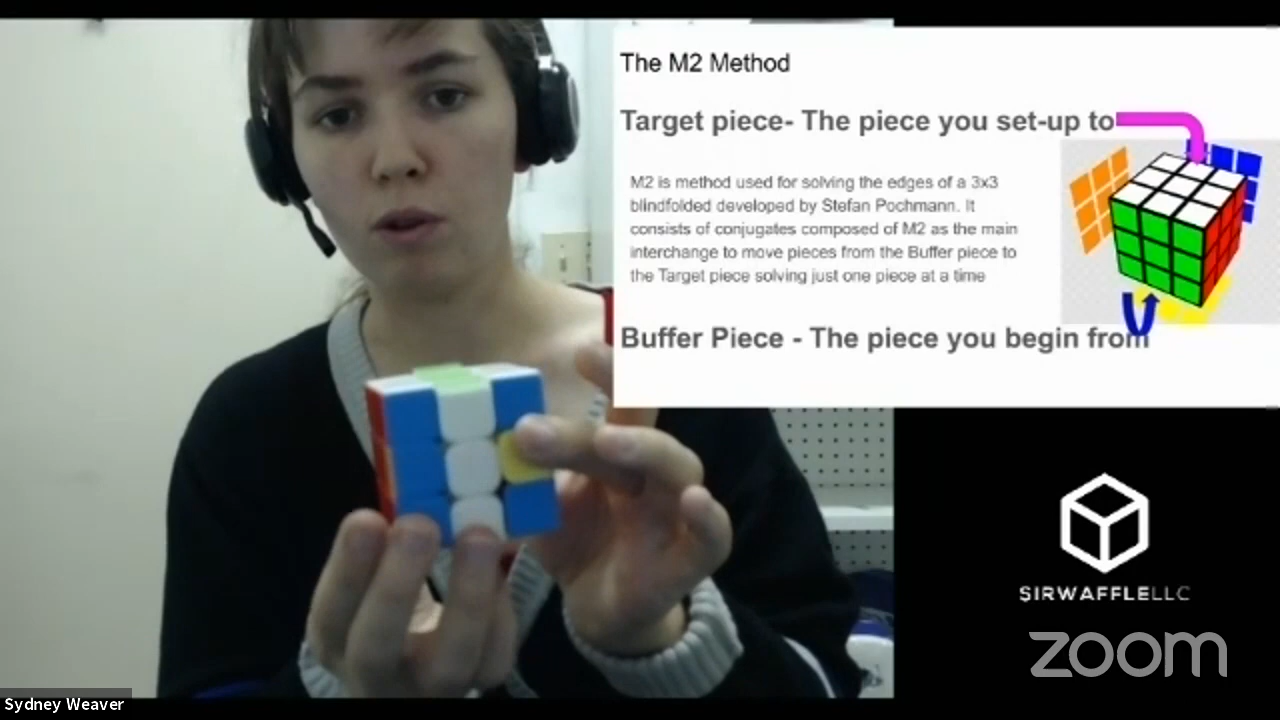 The M2 Method
Target piece- The piece you set-up to
M2 is method used for solving the edges of a 3x3
blindfolded developed by Stefan Pochmann. It
consists of conjugates composed of M2 as the main
interchange to move pieces from the Buffer piece to
the Target piece solving just one piece at a time
Buffer Piece - The piece you begin from
SIRWAFFLELLC
zoom
Sydney Weaver